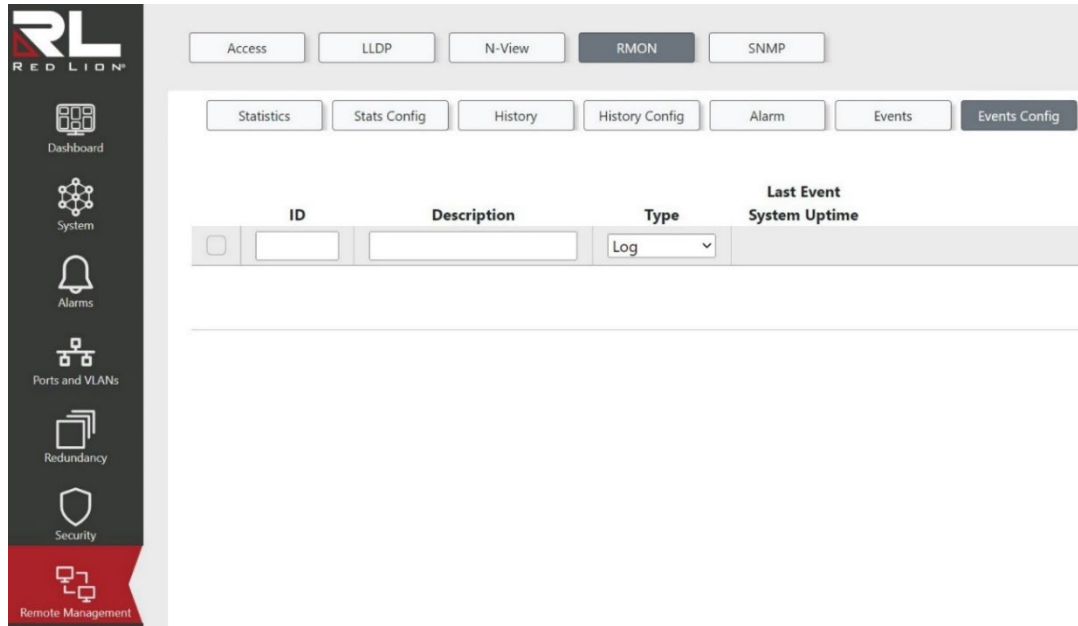 RL
RED LION®
Access LLDP N-View RMON SNMP
Statistics Stats Config History History Config Alarm Events Events Config
Dashboard
System
Alarms
Ports and VLANs
Redundancy
Security
Remote Management
Last Event
ID Description Type System Uptime
Log